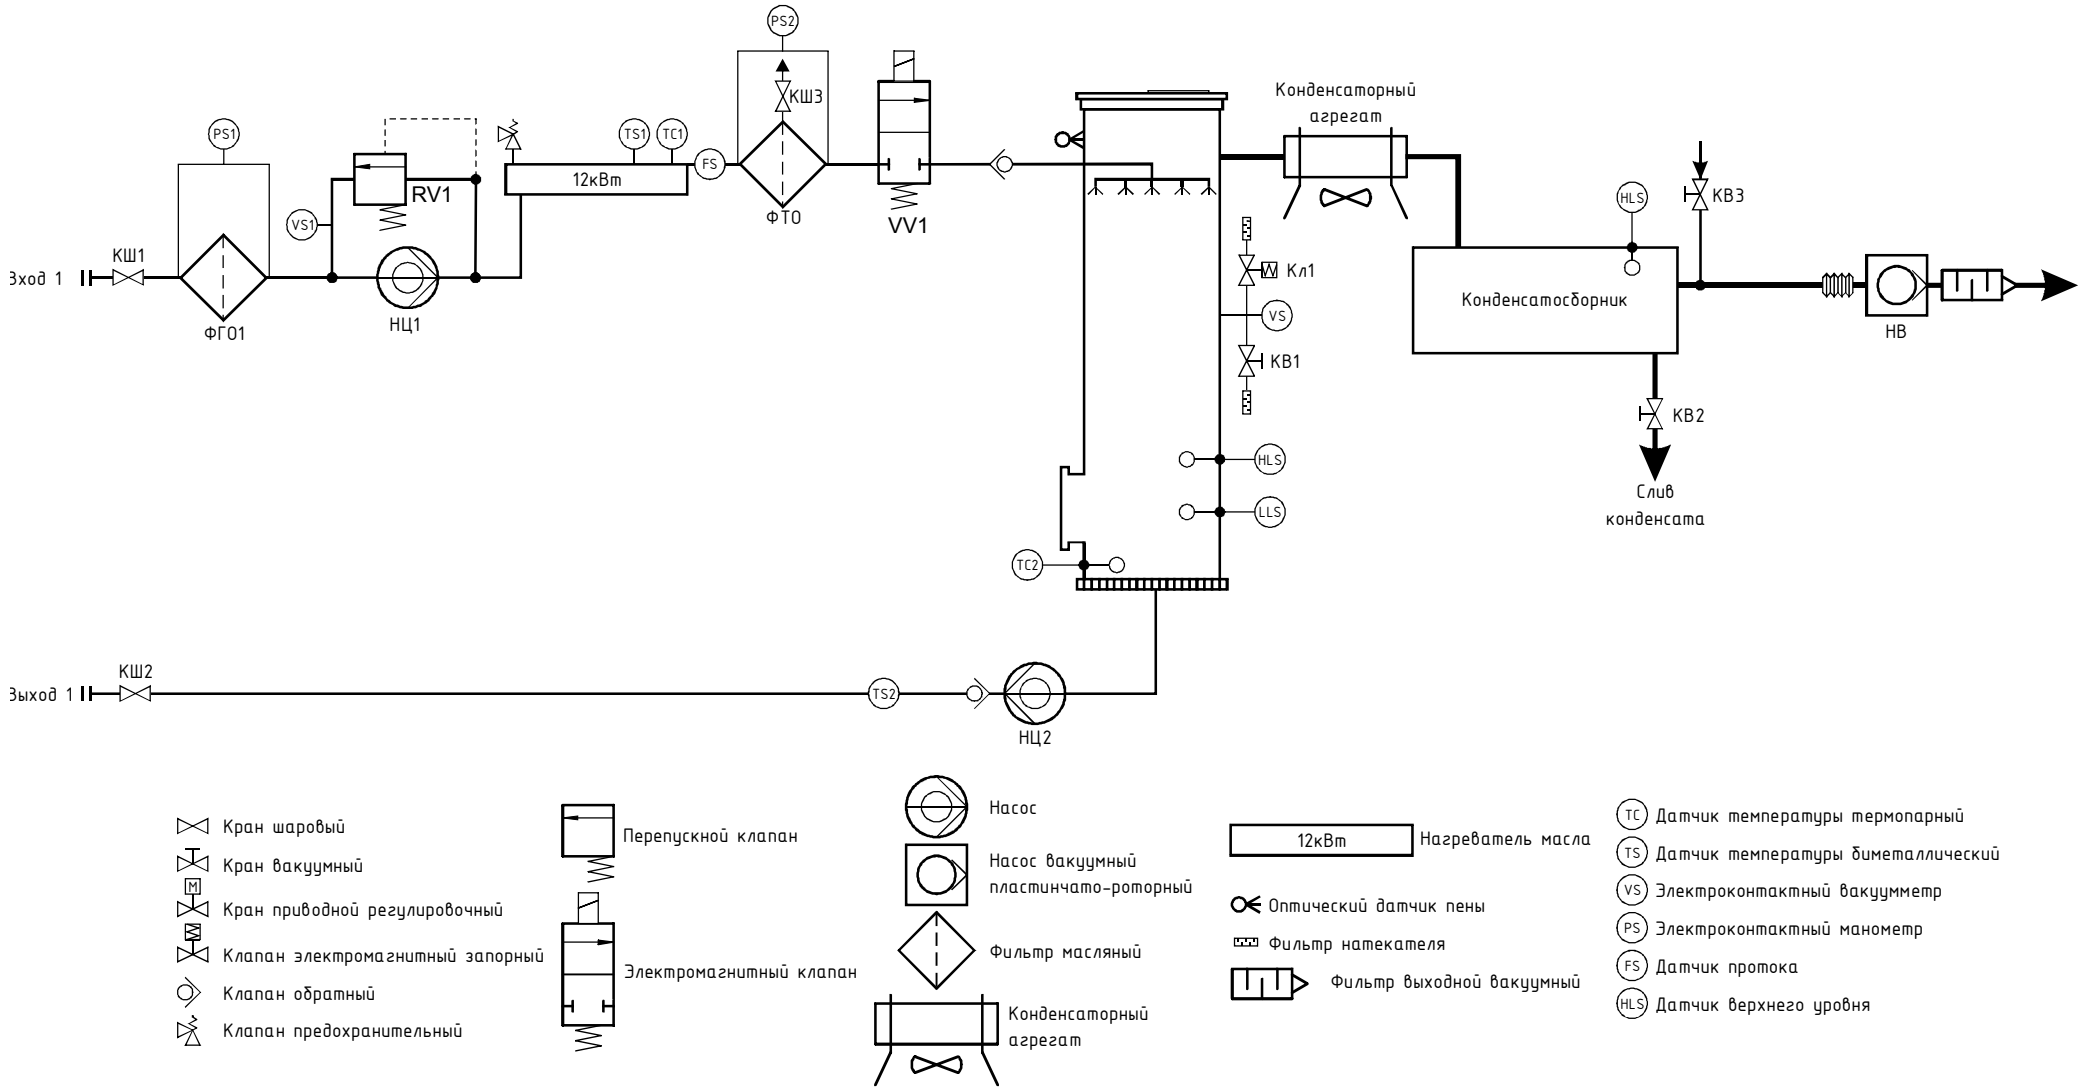 PS2
Конденсаторный
агрегат
КШ3
PS1
TS1
TC1
FS
12кВт
RV1
ФТО
VV1
VS1
HLS
КВ3
КШ1
Вход 1
Кл1
Конденсатосборник
НЦ1
ФГО1
VS
НВ
КВ1
КВ2
HLS
Слив
конденсата
LLS
TC2
КШ2
Выход 1
TS2
НЦ2
Кран шаровый
Кран вакуумный
M
Кран приводной регулировочный
Клапан электромагнитный запорный
Клапан обратный
Клапан предохранительный
Перепускной клапан
Электромагнитный клапан
Насос
Насос вакуумный
пластинчато-роторный
Фильтр масляный
Конденсаторный
агрегат
12кВт
Нагреватель масла
Оптический датчик пены
Фильтр натекателя
Фильтр выходной вакуумный
TC Датчик температуры термопарный
TS Датчик температуры биметаллический
VS Электроконтактный вакуумметр
PS Электроконтактный манометр
FS Датчик протока
HLS Датчик верхнего уровня